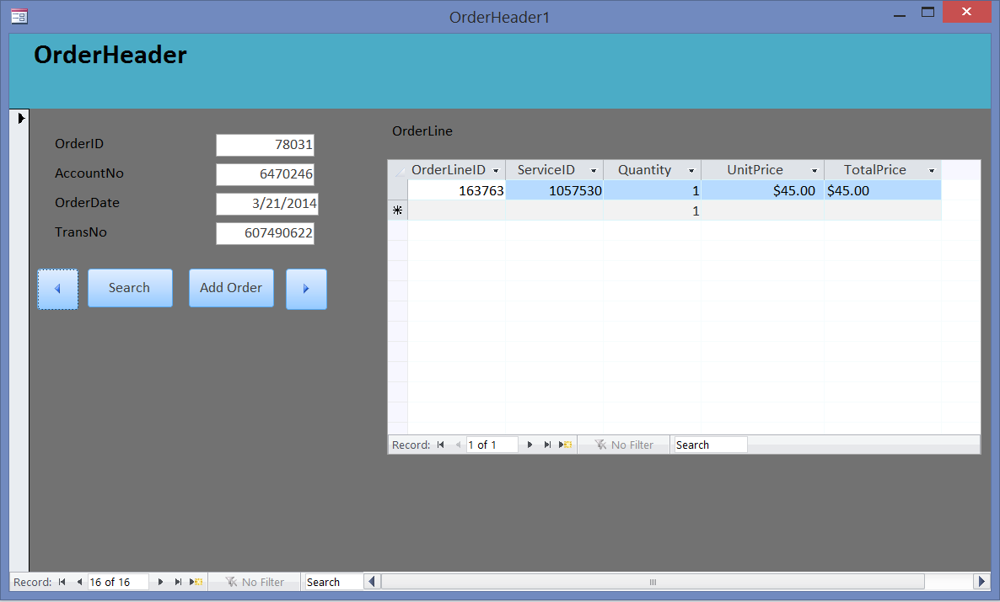 OrderHeader1
OrderHeader
OrderID 78031
AccountNo 6470246
OrderDate 3/21/2014
TransNo 607490622
Search Add Order
OrderLine
OrderLineID ServiceID Quantity UnitPrice TotalPrice
163763 1057530 1 $45.00 $45.00
1
Record: 1 of 1 No Filter Search
Record: 16 of 16 No Filter Search